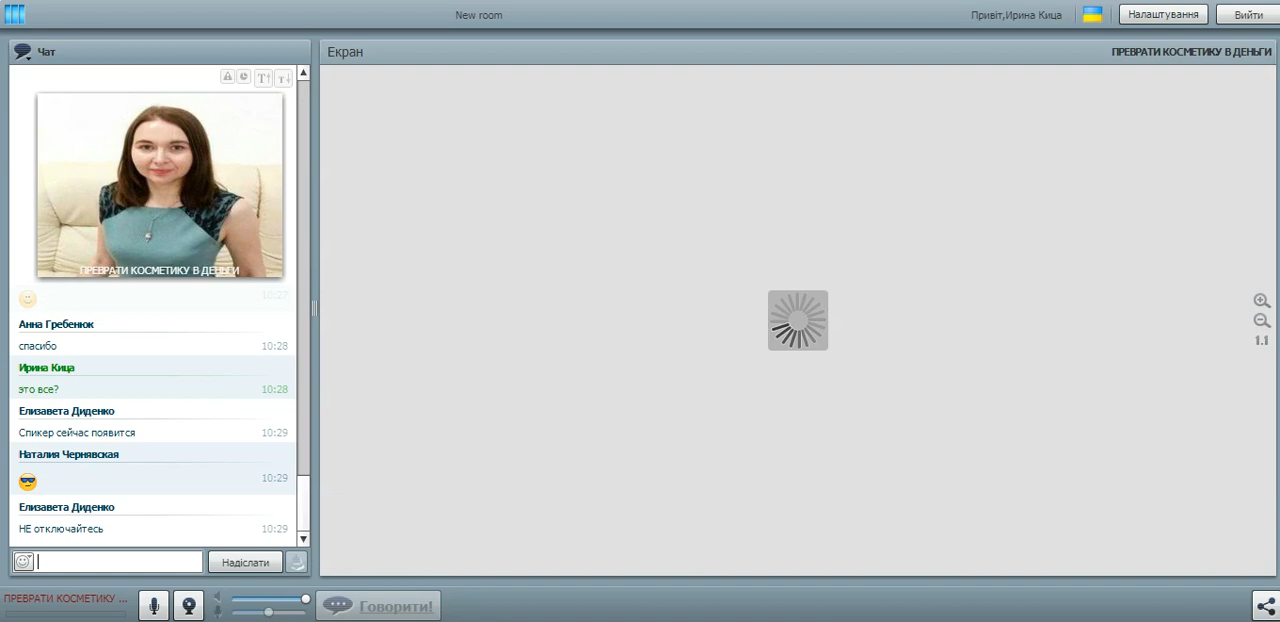 New room
Привіт,Ирина Кица
Налаштування
Вийти
Чат
Екран
ПРЕВРАТИ КОСМЕТИКУ В ДЕНЬГИ
T↑
T↓
ПРЕВРАТИ КОСМЕТИКУ В ДЕНЬГИ
10:27
Анна Гребенюк
спасибо 10:28
Ирина Кица
это все? 10:28
Елизавета Диденко
Спикер сейчас появится 10:29
Наталия Чернявская
10:29
Елизавета Диденко
НЕ отключайтесь 10:29
1.1
Надіслати
ПРЕВРАТИ КОСМЕТИКУ ...
Говорити!